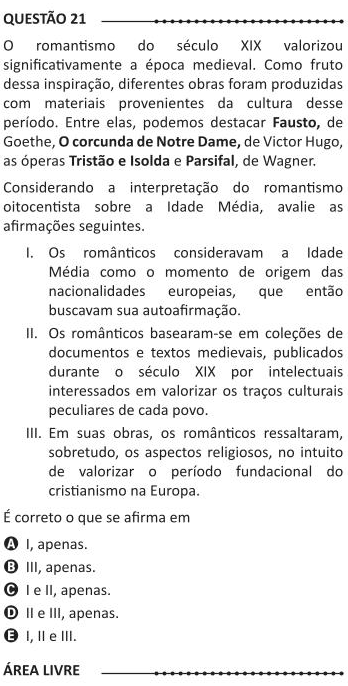 QUESTÃO 21
O romantismo do século XIX valorizou
significativamente a época medieval. Como fruto
dessa inspiração, diferentes obras foram produzidas
com materiais provenientes da cultura desse
período. Entre elas, podemos destacar Fausto, de
Goethe, O corcunda de Notre Dame, de Victor Hugo,
as óperas Tristão e Isolda e Parsifal, de Wagner.
Considerando a interpretação do romantismo
oitocentista sobre a Idade Média, avalie as
afirmações seguintes.
I. Os românticos consideravam a Idade
Média como o momento de origem das
nacionalidades europeias, que então
buscavam sua autoafirmação.
II. Os românticos basearam-se em coleções de
documentos e textos medievais, publicados
durante o século XIX por intelectuais
interessados em valorizar os traços culturais
peculiares de cada povo.
III. Em suas obras, os românticos ressaltaram,
sobretudo, os aspectos religiosos, no intuito
de valorizar o período fundacional do
cristianismo na Europa.
É correto o que se afirma em
A I, apenas.
B III, apenas.
C I e II, apenas.
D II e III, apenas.
E I, II e III.
ÁREA LIVRE